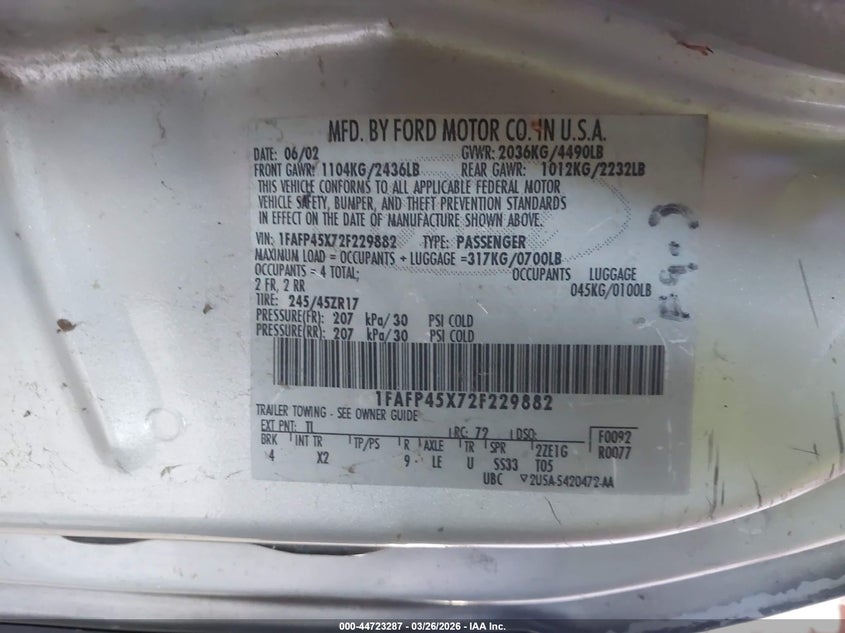 MFD. BY FORD MOTOR CO. IN U.S.A.
DATE: 06/02 GVWR: 2036KG/4490LB
FRONT GAWR: 1104KG/2436LB REAR GAWR: 1012KG/2232LB
THIS VEHICLE CONFORMS TO ALL APPLICABLE FEDERAL MOTOR
VEHICLE SAFETY, BUMPER, AND THEFT PREVENTION STANDARDS
IN EFFECT ON THE DATE OF MANUFACTURE SHOWN ABOVE.
VIN: 1FAFP45X72F229882 TYPE: PASSENGER
MAXIMUM LOAD = OCCUPANTS + LUGGAGE =317KG/0700LB
OCCUPANTS = 4 TOTAL; OCCUPANTS LUGGAGE
2 FR, 2 RR 045KG/0100LB
TIRE: 245/45ZR17
PRESSURE(FR): 207 kPa/30 PSI COLD
PRESSURE(RR): 207 kPa/30 PSI COLD
1FAFP45X72F229882
TRAILER TOWING - SEE OWNER GUIDE
EXT PNT: TL RC: 72 DSO: F0092
BRK INT TR TP/PS R AXLE TR SPR 2ZE1G R0077
4 X2 9 LE U SS33 T05
UBC 2USA-5420472-AA
000-44723287 - 03/26/2026 - IAA Inc.